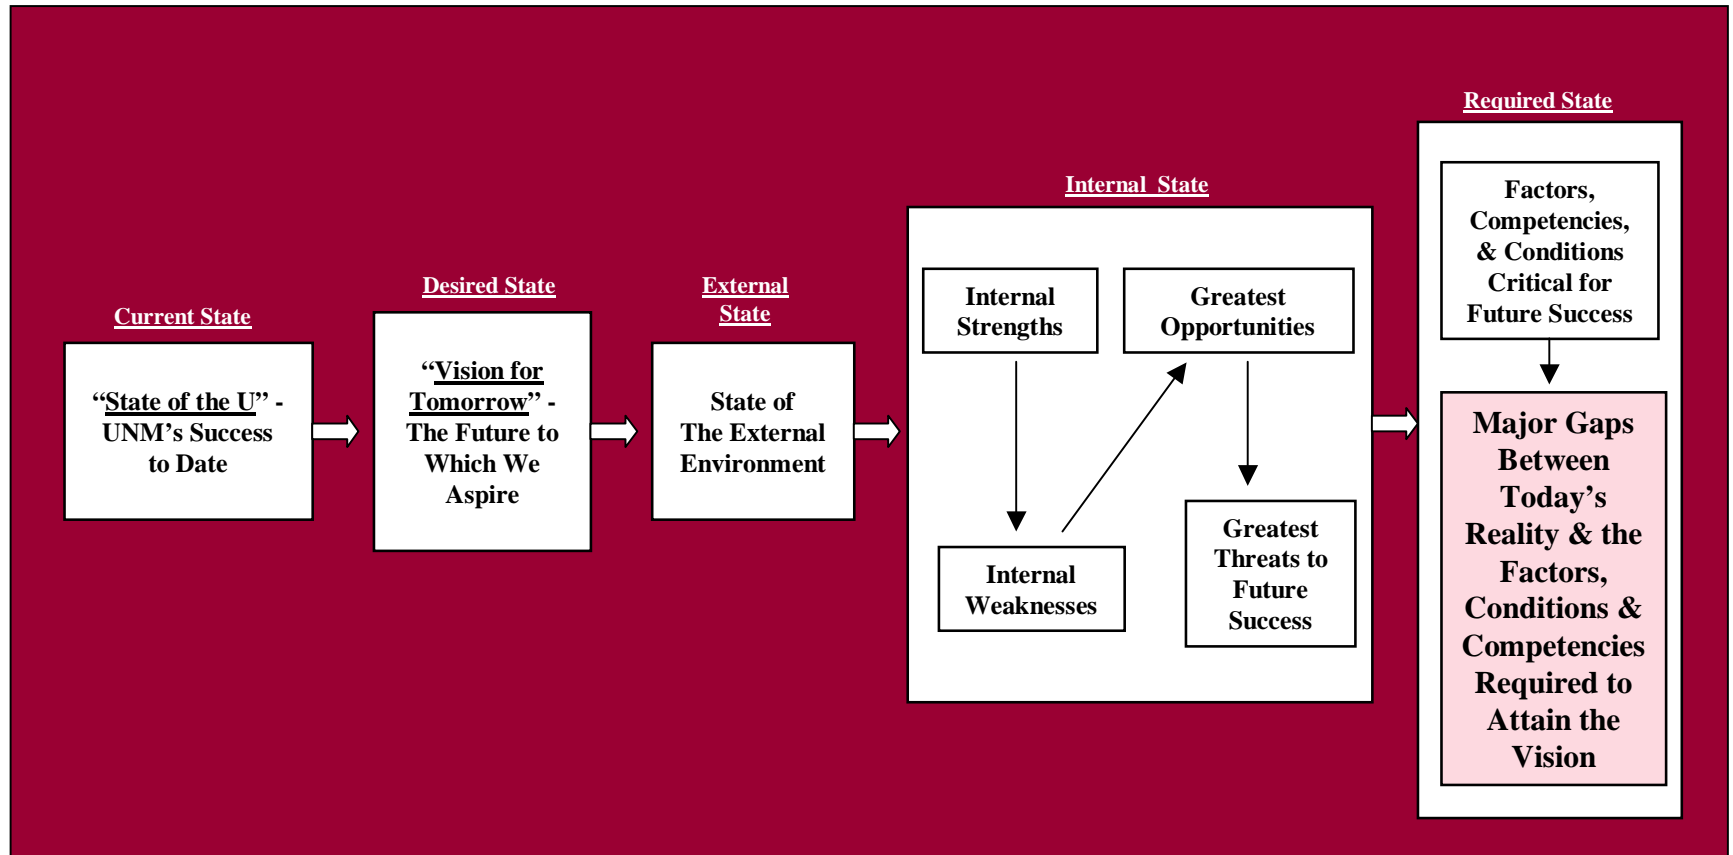 Current State
“State of the U” -
UNM’s Success
to Date
Desired State
“Vision for
Tomorrow” -
The Future to
Which We
Aspire
External
State
State of
The External
Environment
Internal State
Internal
Strengths
Internal
Weaknesses
Greatest
Opportunities
Greatest
Threats to
Future
Success
Required State
Factors,
Competencies,
& Conditions
Critical for
Future Success
Major Gaps
Between
Today’s
Reality & the
Factors,
Conditions &
Competencies
Required to
Attain the
Vision